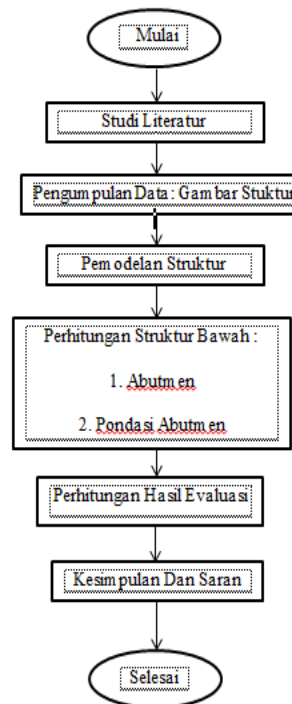 Mulai
Studi Literatur
Pengumpulan Data : Gambar Stuktur
Pemodelan Struktur
Perhitungan Struktur Bawah :
1. Abutmen
2. Pondasi Abutmen
Perhitungan Hasil Evaluasi
Kesimpulan Dan Saran
Selesai